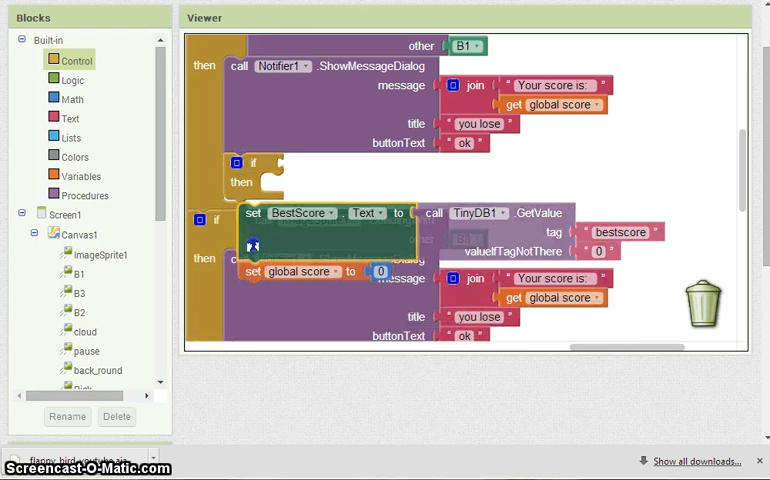 Blocks
Viewer
Built-in
Control
Logic
Math
Text
Lists
Colors
Variables
Procedures
Screen1
Canvas1
ImageSprite1
B1
B3
B2
cloud
pause
back_round
Rename
Delete
other B1
then call Notifier1 .ShowMessageDialog
message join " Your score is: "
get global score
title " you lose "
buttonText " ok "
if
then
set BestScore . Text to call TinyDB1 .GetValue
if
tag " bestscore "
other B1
valueIfTagNotThere " 0 "
then
set global score to 0
message join " Your score is: "
get global score
title " you lose "
buttonText " ok "
flappy_bird_youtube.aia
Show all downloads...
Screencast-O-Matic.com